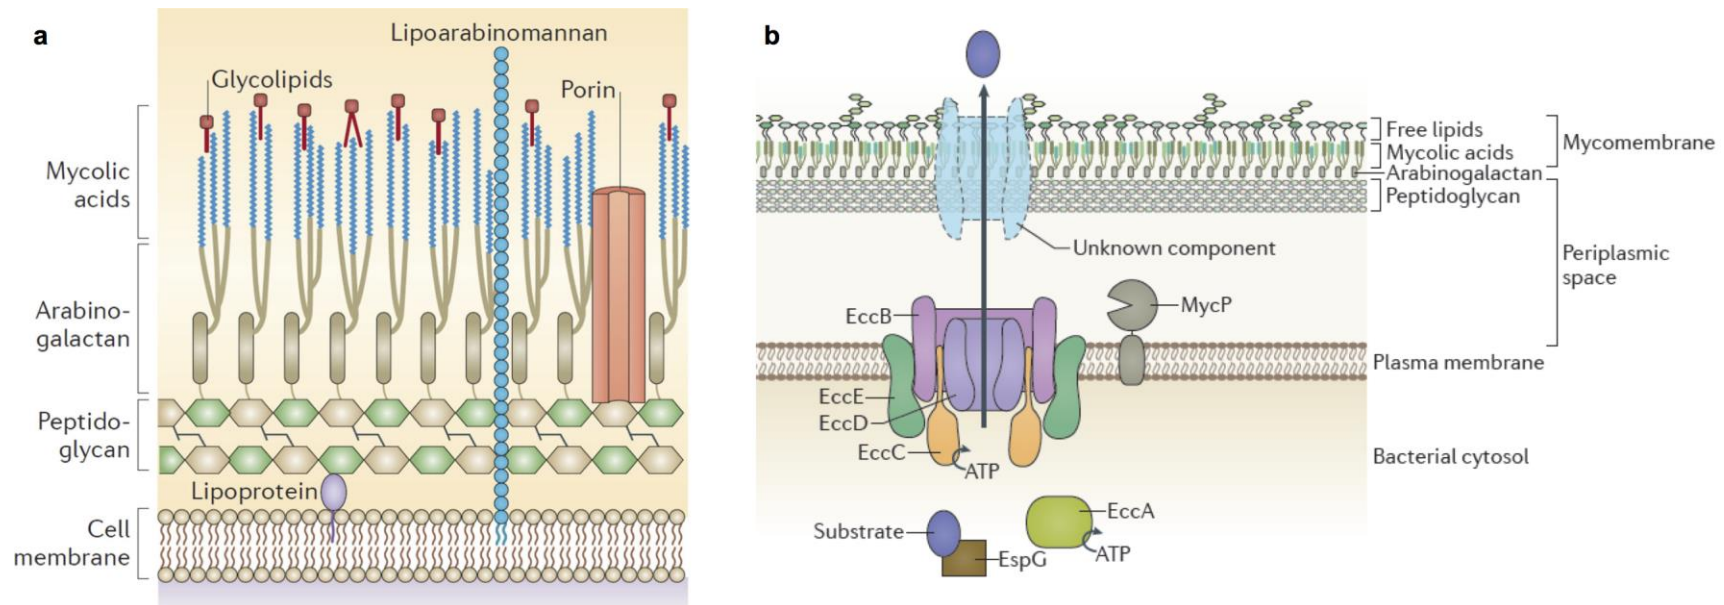 a
Lipoarabinomannan
Glycolipids
Porin
Mycolic
acids
Arabino-
galactan
Peptido-
glycan
Lipoprotein
Cell
membrane
b
Free lipids
Mycolic acids
Arabinogalactan
Peptidoglycan
Mycomembrane
Unknown component
Periplasmic
space
EccB
MycP
Plasma membrane
EccE
EccD
EccC
ATP
Bacterial cytosol
Substrate
EspG
EccA
ATP